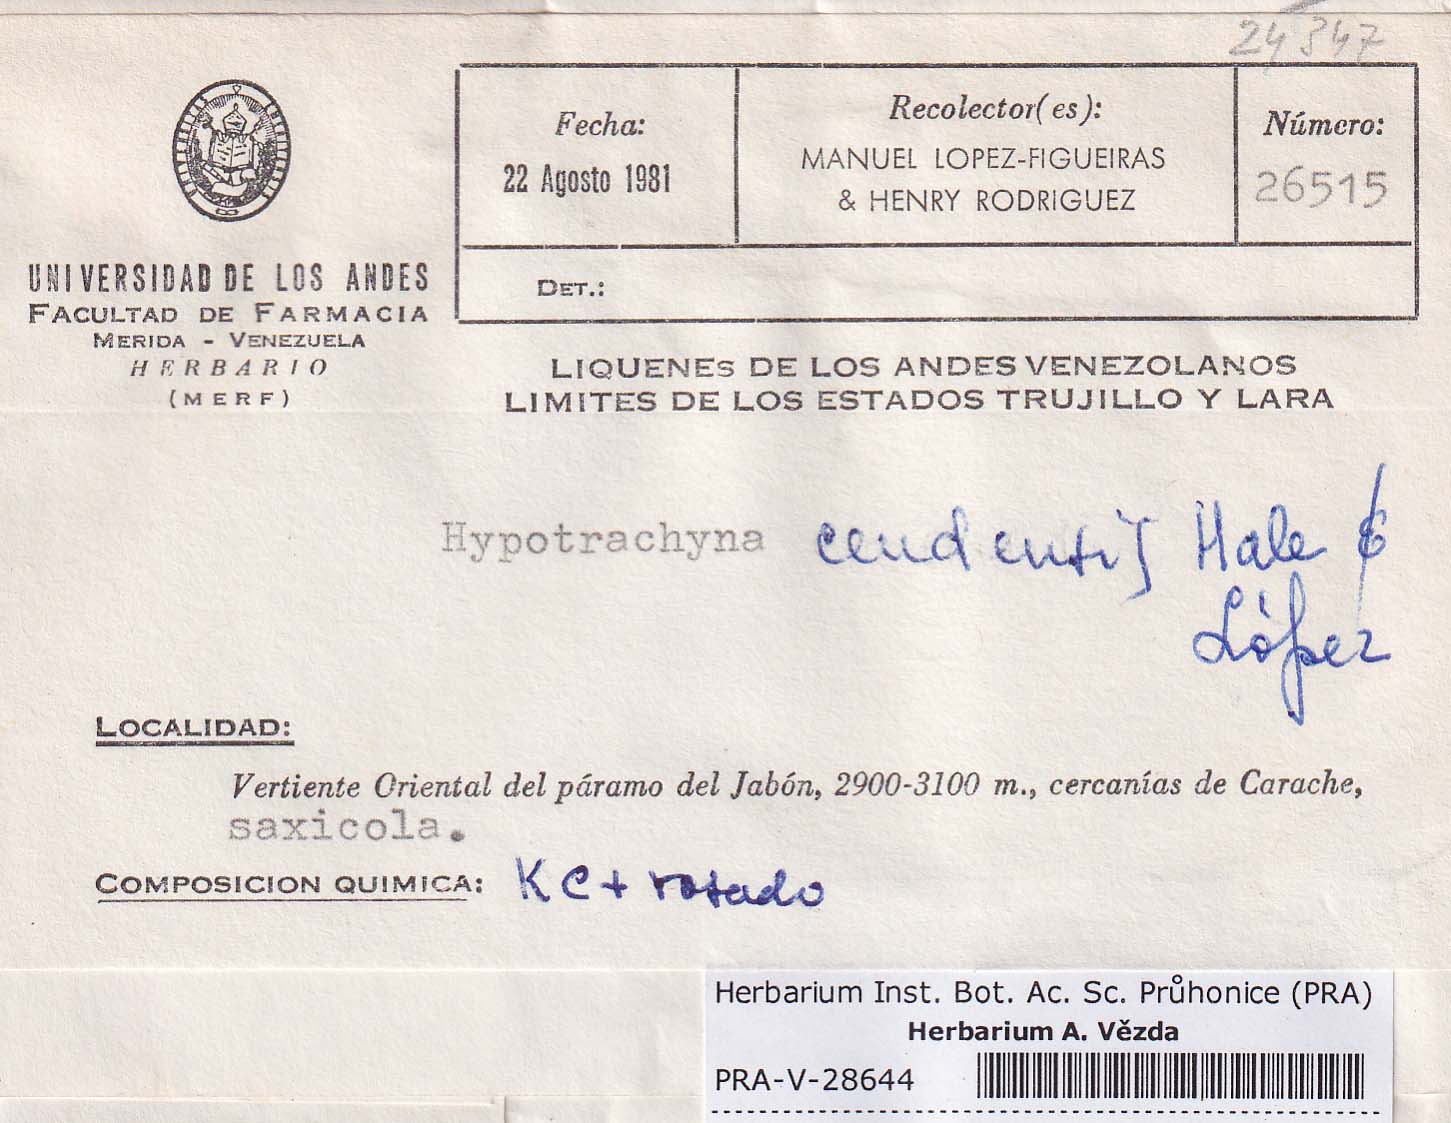 24347
Fecha:
22 Agosto 1981
Recolector(es):
MANUEL LOPEZ-FIGUEIRAS
& HENRY RODRIGUEZ
Número:
26515
DET.:
UNIVERSIDAD DE LOS ANDES
FACULTAD DE FARMACIA
MERIDA - VENEZUELA
HERBARIO
(MERF)
LIQUENES DE LOS ANDES VENEZOLANOS
LIMITES DE LOS ESTADOS TRUJILLO Y LARA
Hypotrachyna Hale &
López
LOCALIDAD:
Vertiente Oriental del páramo del Jabón, 2900-3100 m., cercanías de Carache,
saxicola.
COMPOSICION QUIMICA: KC+ rosado
Herbarium Inst. Bot. Ac. Sc. Průhonice (PRA)
Herbarium A. Vězda
PRA-V-28644